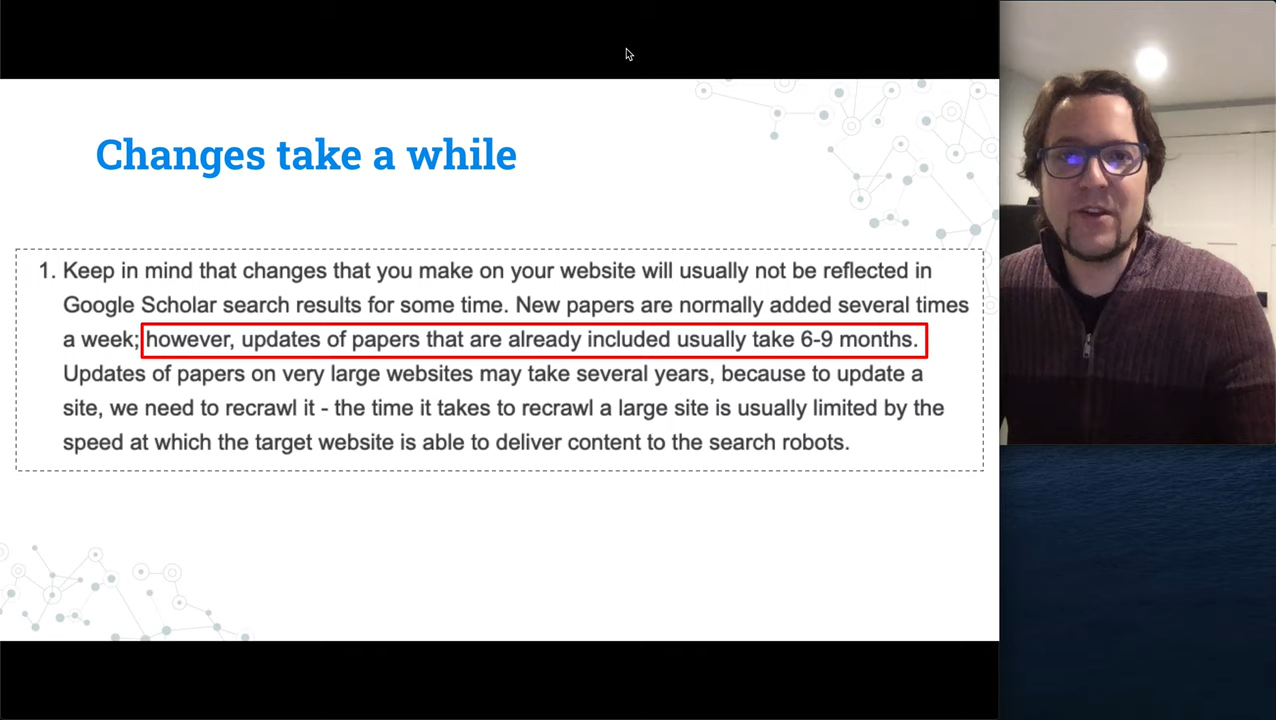 Changes take a while
1. Keep in mind that changes that you make on your website will usually not be reflected in
Google Scholar search results for some time. New papers are normally added several times
a week; however, updates of papers that are already included usually take 6-9 months.
Updates of papers on very large websites may take several years, because to update a
site, we need to recrawl it - the time it takes to recrawl a large site is usually limited by the
speed at which the target website is able to deliver content to the search robots.